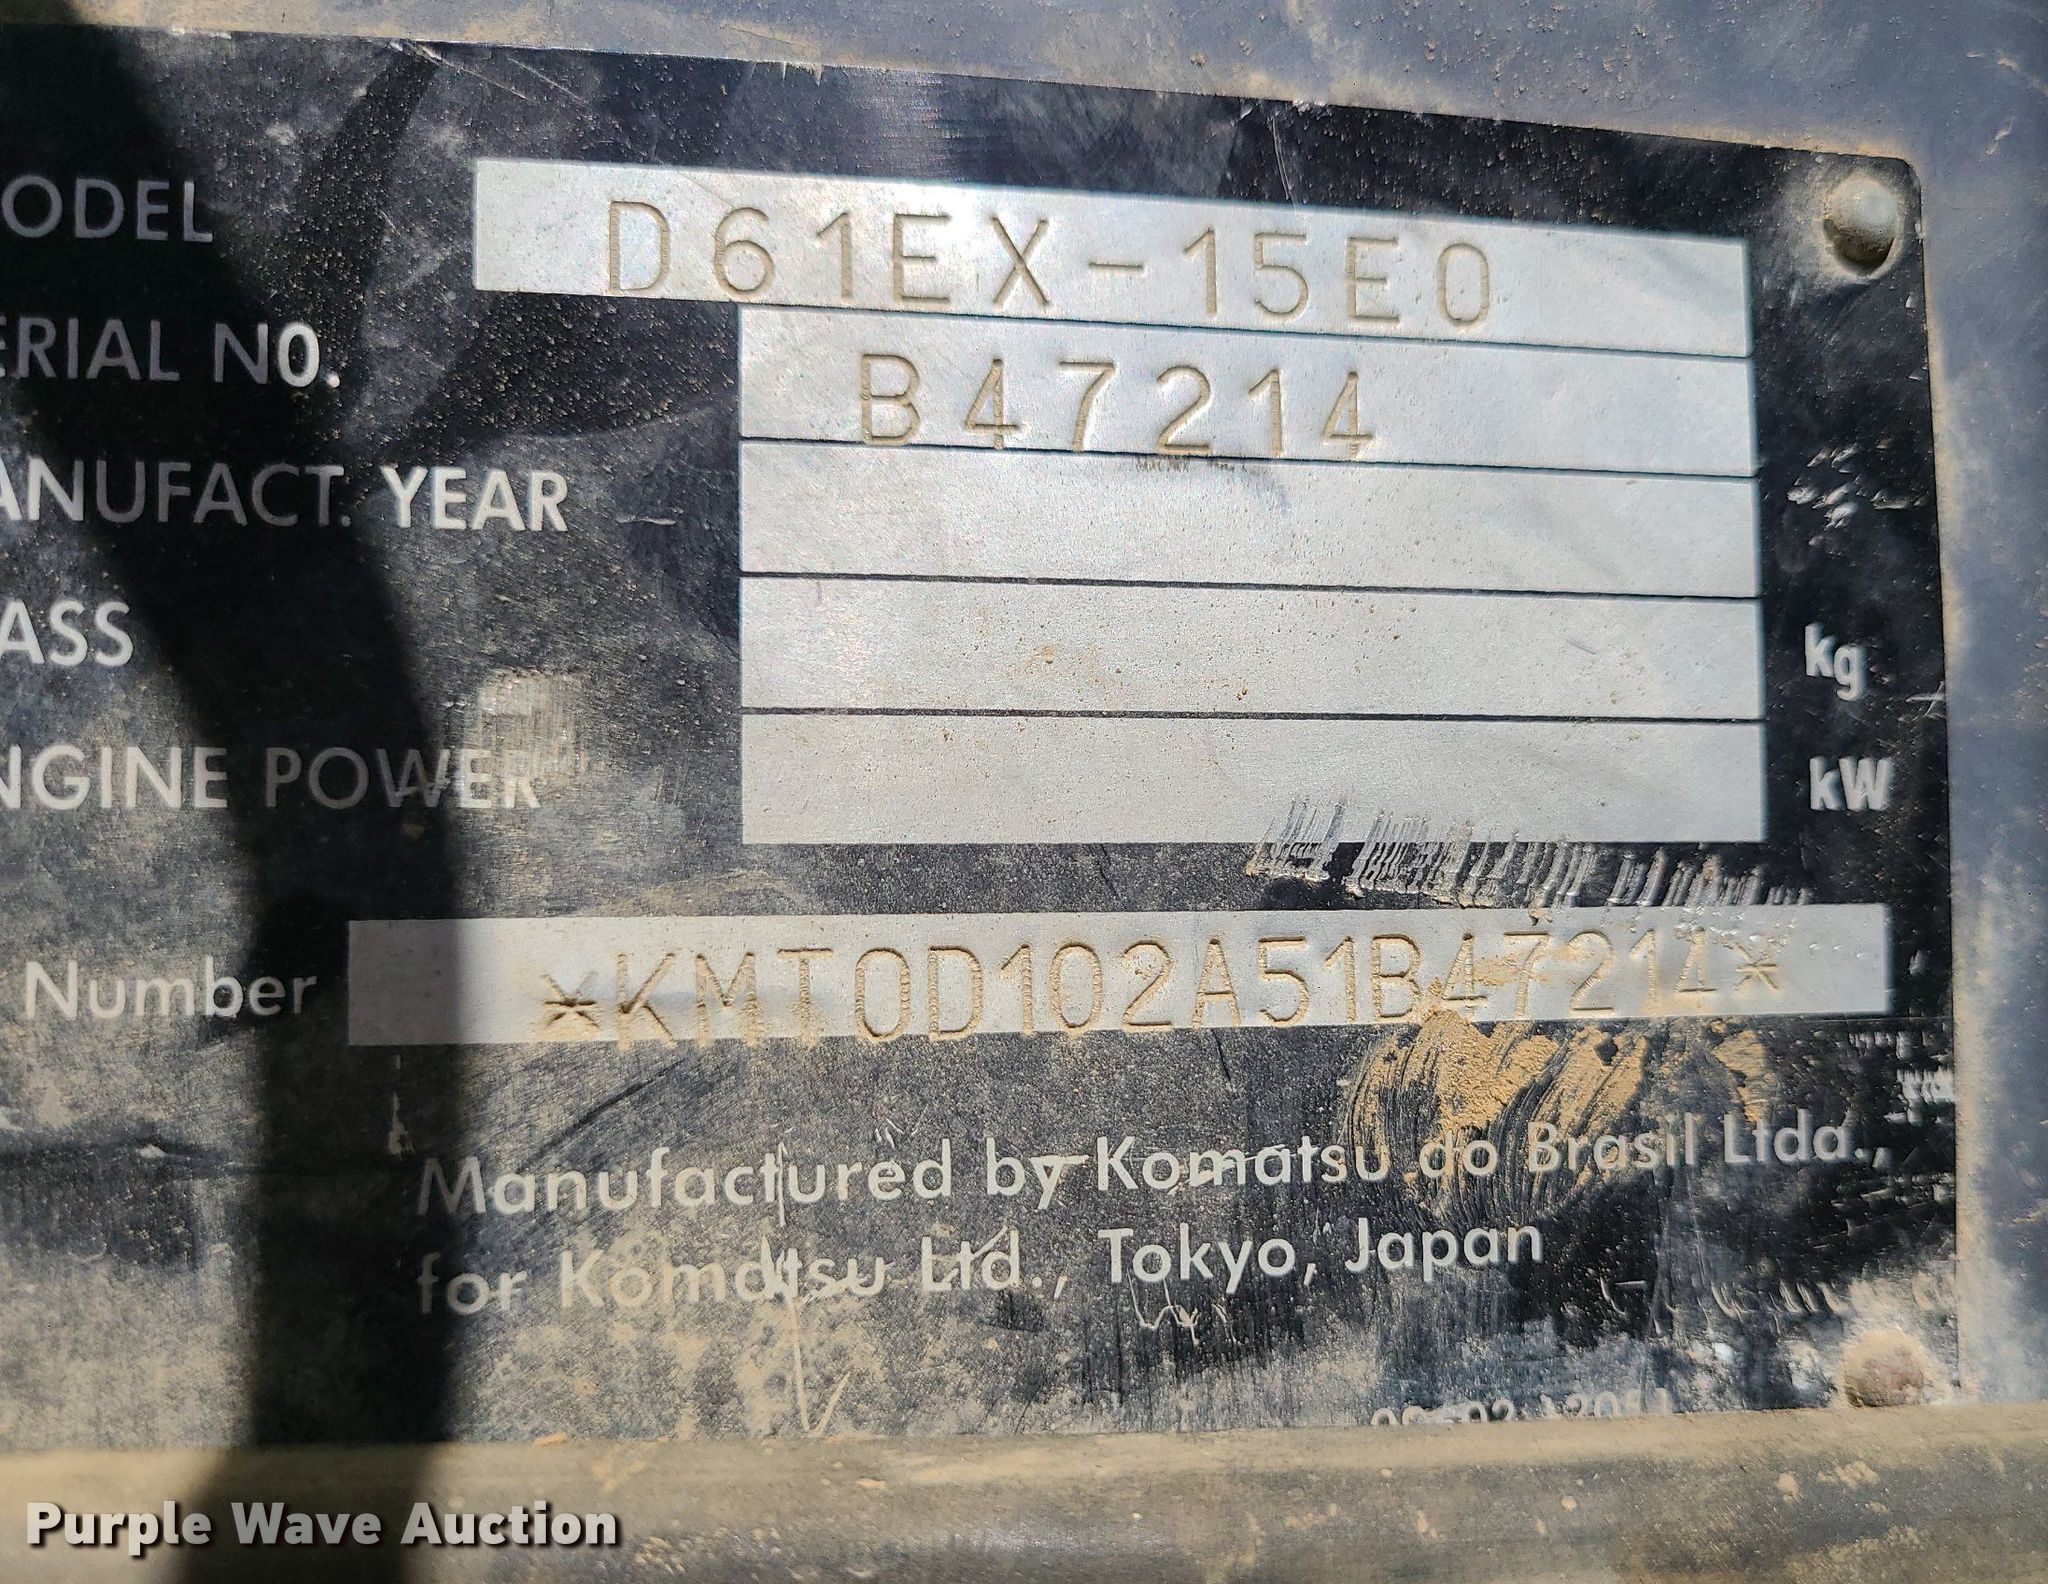 ODEL D61EX-15E0
ERIAL NO. B47214
ANUFACT. YEAR
ASS kg
NGINE POWER kW
Number *KMT0D102A51B47214*
Manufactured by Komatsu do Brasil Ltda.,
for Komatsu Ltd., Tokyo, Japan
Purple Wave Auction